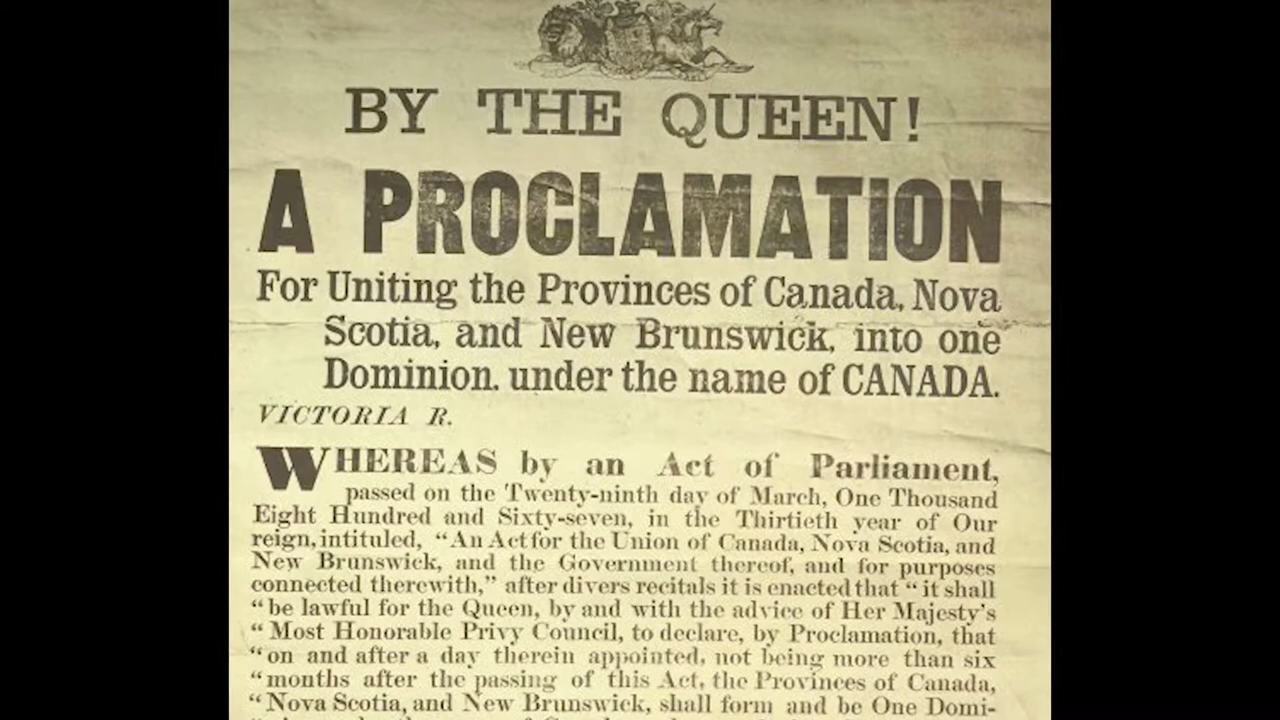 BY THE QUEEN!
A PROCLAMATION
For Uniting the Provinces of Canada, Nova
Scotia, and New Brunswick, into one
Dominion, under the name of CANADA.
VICTORIA R.
WHEREAS by an Act of Parliament,
passed on the Twenty-ninth day of March, One Thousand
Eight Hundred and Sixty-seven, in the Thirtieth year of Our
reign, intituled, “An Act for the Union of Canada, Nova Scotia, and
New Brunswick, and the Government thereof, and for purposes
connected therewith,” after divers recitals it is enacted that “it shall
“be lawful for the Queen, by and with the advice of Her Majesty’s
“Most Honorable Privy Council, to declare, by Proclamation, that
“on and after a day therein appointed, not being more than six
“months after the passing of this Act, the Provinces of Canada,
“Nova Scotia, and New Brunswick, shall form and be One Domi-